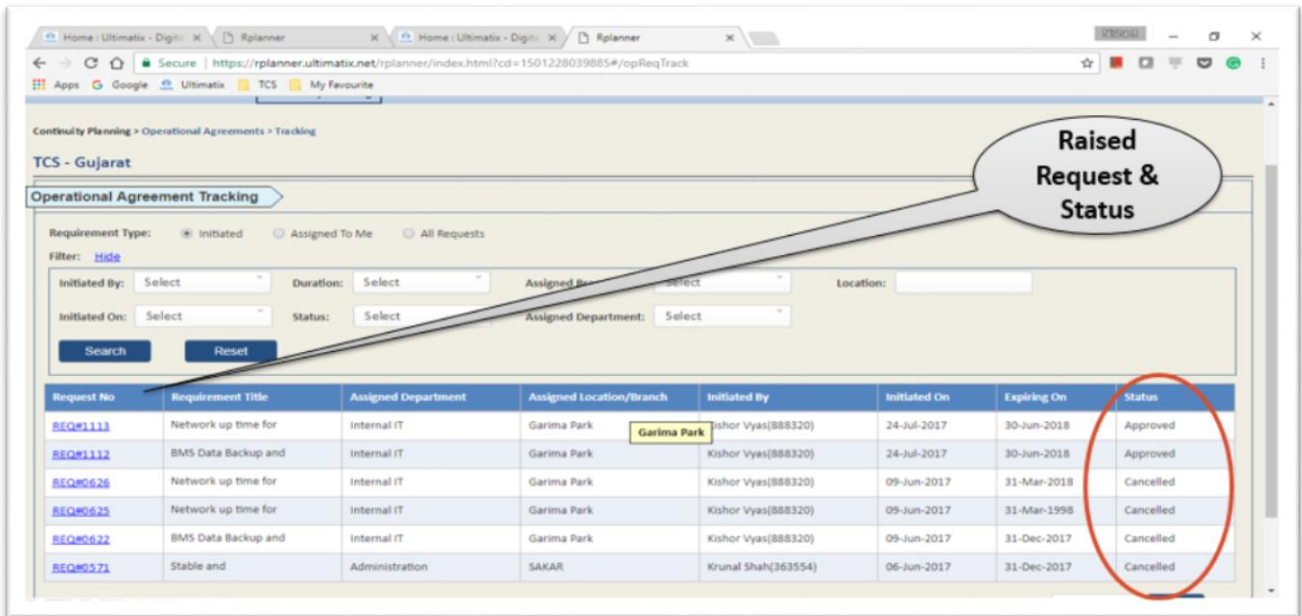 Home : Ultimatix - Digita Rplanner Home : Ultimatix - Digita Rplanner
Secure | https://rplanner.ultimatix.net/rplanner/index.html?cd=1501228039885#/opReqTrack
Apps Google Ultimatix TCS My Favourite
Continuity Planning > Operational Agreements > Tracking
TCS - Gujarat
Raised
Request &
Status
Operational Agreement Tracking
Requirement Type: Initiated Assigned To Me All Requests
Filter: Hide
Initiated By: Select Duration: Select Assigned Select Location:
Initiated On: Select Status: Select Assigned Department: Select
Search Reset
Request No Requirement Title Assigned Department Assigned Location/Branch Initiated By Initiated On Expiring On Status
REQ#1113 Network up time for Internal IT Garima Park Garima Park Kishor Vyas(888320) 24-Jul-2017 30-Jun-2018 Approved
REQ#1112 BMS Data Backup and Internal IT Garima Park Kishor Vyas(888320) 24-Jul-2017 30-Jun-2018 Approved
REQ#0626 Network up time for Internal IT Garima Park Kishor Vyas(888320) 09-Jun-2017 31-Mar-2018 Cancelled
REQ#0625 Network up time for Internal IT Garima Park Kishor Vyas(888320) 09-Jun-2017 31-Mar-1998 Cancelled
REQ#0622 BMS Data Backup and Internal IT Garima Park Kishor Vyas(888320) 09-Jun-2017 31-Dec-2017 Cancelled
REQ#0571 Stable and Administration SAKAR Krunal Shah(363554) 06-Jun-2017 31-Dec-2017 Cancelled